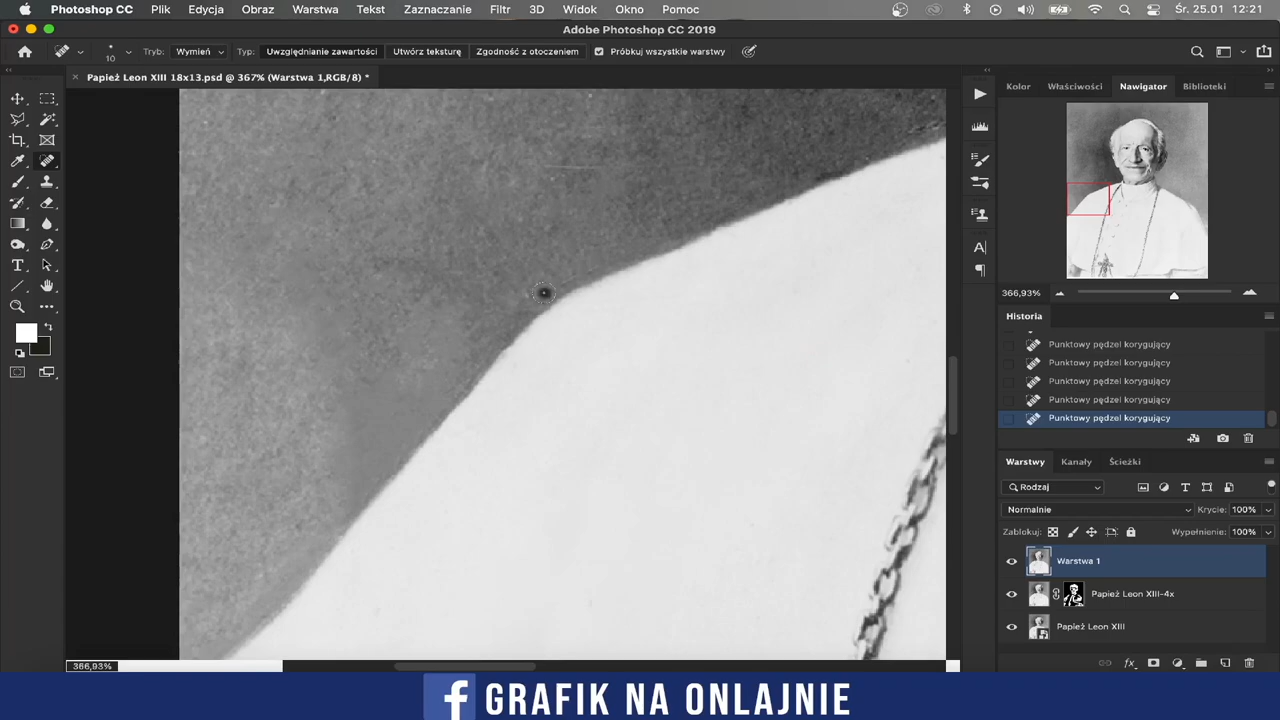 Photoshop CC Plik Edycja Obraz Warstwa Tekst Zaznaczanie Filtr 3D Widok Okno Pomoc Śr. 25.01 12:21
Adobe Photoshop CC 2019
10 Tryb: Wymień Typ: Uwzględnianie zawartości Utwórz teksturę Zgodność z otoczeniem Próbkuj wszystkie warstwy
Papież Leon XIII 18x13.psd @ 367% (Warstwa 1,RGB/8) *
Kolor Właściwości Nawigator Biblioteki
366,93%
Historia
Punktowy pędzel korygujący
Punktowy pędzel korygujący
Punktowy pędzel korygujący
Punktowy pędzel korygujący
Punktowy pędzel korygujący
Warstwy Kanały Ścieżki
Rodzaj
Normalnie Krycie: 100%
Zablokuj: Wypełnienie: 100%
Warstwa 1
Papież Leon XIII-4x
Papież Leon XIII
366,93%
GRAFIK NA ONLAJNIE